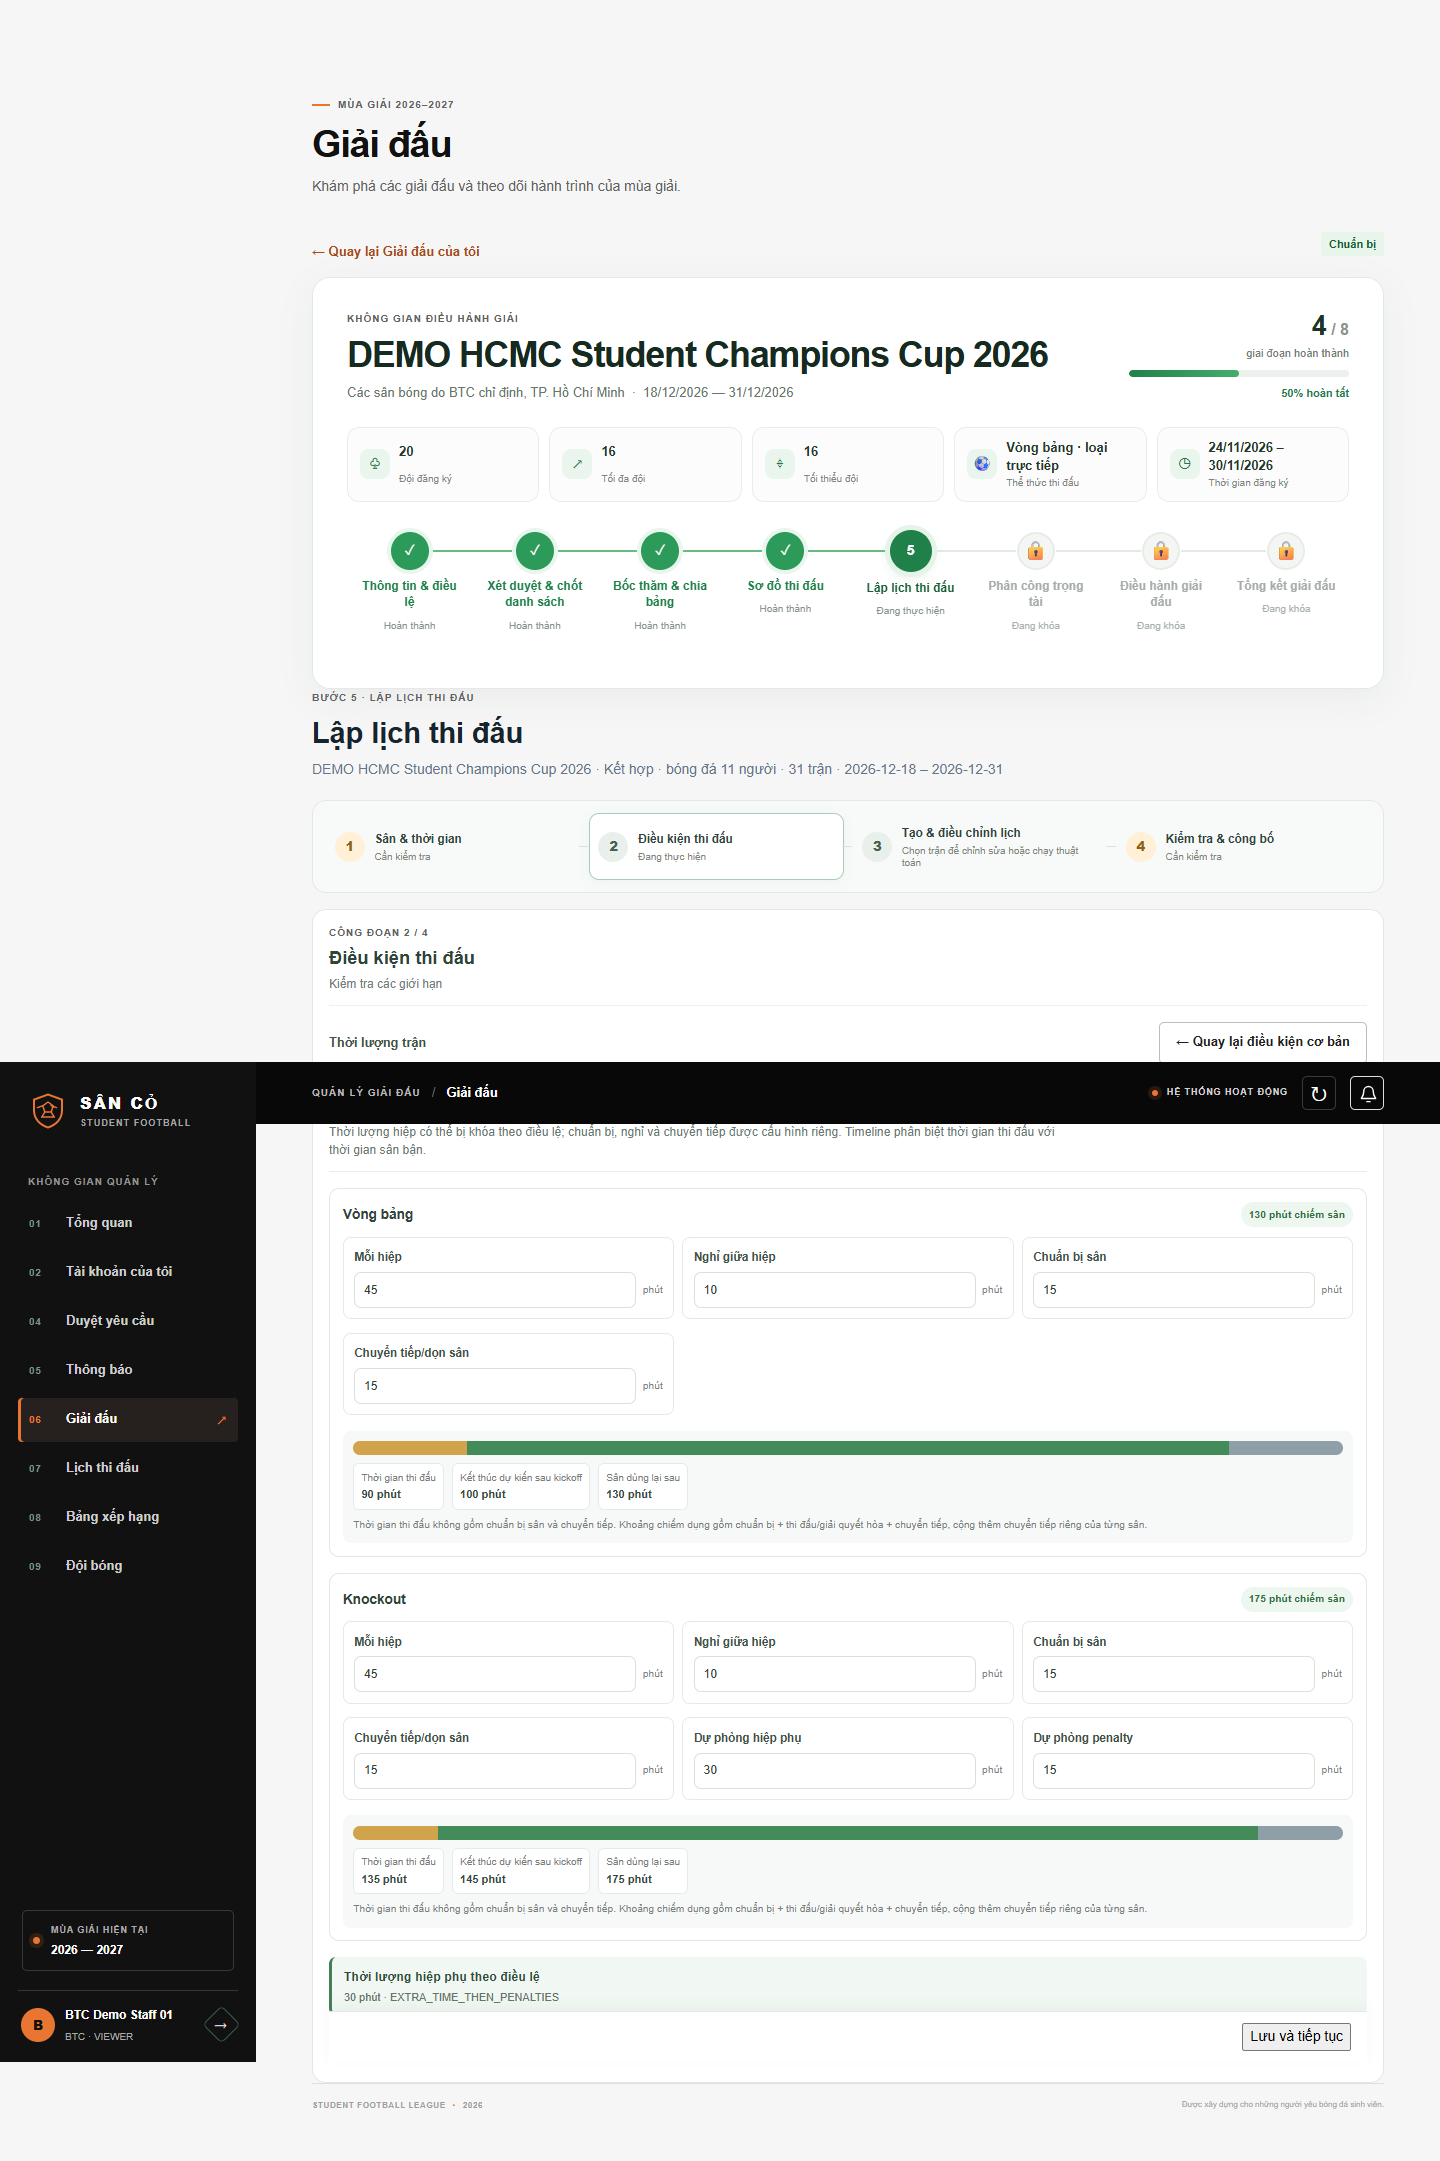 MÙA GIẢI 2026–2027
Giải đấu
Khám phá các giải đấu và theo dõi hành trình của mùa giải.
← Quay lại Giải đấu của tôi
Chuẩn bị
KHÔNG GIAN ĐIỀU HÀNH GIẢI
DEMO HCMC Student Champions Cup 2026
Các sân bóng do BTC chỉ định, TP. Hồ Chí Minh · 18/12/2026 — 31/12/2026
4 / 8
giai đoạn hoàn thành
50% hoàn tất
20
Đội đăng ký
16
Tối đa đội
16
Tối thiểu đội
Vòng bảng · loại
trực tiếp
Thể thức thi đấu
24/11/2026 –
30/11/2026
Thời gian đăng ký
✓
Thông tin & điều
lệ
Hoàn thành
✓
Xét duyệt & chốt
danh sách
Hoàn thành
✓
Bốc thăm & chia
bảng
Hoàn thành
✓
Sơ đồ thi đấu
Hoàn thành
5
Lập lịch thi đấu
Đang thực hiện
Phân công trọng
tài
Đang khóa
Điều hành giải
đấu
Đang khóa
Tổng kết giải đấu
Đang khóa
BƯỚC 5 · LẬP LỊCH THI ĐẤU
Lập lịch thi đấu
DEMO HCMC Student Champions Cup 2026 · Kết hợp · bóng đá 11 người · 31 trận · 2026-12-18 – 2026-12-31
1
Sân & thời gian
Cần kiểm tra
2
Điều kiện thi đấu
Đang thực hiện
3
Tạo & điều chỉnh lịch
Chọn trận để chỉnh sửa hoặc chạy thuật
toán
4
Kiểm tra & công bố
Cần kiểm tra
CÔNG ĐOẠN 2 / 4
Điều kiện thi đấu
Kiểm tra các giới hạn
Thời lượng trận
← Quay lại điều kiện cơ bản
SÂN CỎ
STUDENT FOOTBALL
QUẢN LÝ GIẢI ĐẤU / Giải đấu
HỆ THỐNG HOẠT ĐỘNG
KHÔNG GIAN QUẢN LÝ
01 Tổng quan
02 Tài khoản của tôi
04 Duyệt yêu cầu
05 Thông báo
06 Giải đấu ↗
07 Lịch thi đấu
08 Bảng xếp hạng
09 Đội bóng
MÙA GIẢI HIỆN TẠI
2026 — 2027
B
BTC Demo Staff 01
BTC · VIEWER
→
Thời lượng hiệp có thể bị khóa theo điều lệ; chuẩn bị, nghỉ và chuyển tiếp được cấu hình riêng. Timeline phân biệt thời gian thi đấu với
thời gian sân bận.
Vòng bảng
130 phút chiếm sân
Mỗi hiệp
45 phút
Nghỉ giữa hiệp
10 phút
Chuẩn bị sân
15 phút
Chuyển tiếp/dọn sân
15 phút
Thời gian thi đấu
90 phút
Kết thúc dự kiến sau kickoff
100 phút
Sân dùng lại sau
130 phút
Thời gian thi đấu không gồm chuẩn bị sân và chuyển tiếp. Khoảng chiếm dụng gồm chuẩn bị + thi đấu/giải quyết hòa + chuyển tiếp, cộng thêm chuyển tiếp riêng của từng sân.
Knockout
175 phút chiếm sân
Mỗi hiệp
45 phút
Nghỉ giữa hiệp
10 phút
Chuẩn bị sân
15 phút
Chuyển tiếp/dọn sân
15 phút
Dự phòng hiệp phụ
30 phút
Dự phòng penalty
15 phút
Thời gian thi đấu
135 phút
Kết thúc dự kiến sau kickoff
145 phút
Sân dùng lại sau
175 phút
Thời gian thi đấu không gồm chuẩn bị sân và chuyển tiếp. Khoảng chiếm dụng gồm chuẩn bị + thi đấu/giải quyết hòa + chuyển tiếp, cộng thêm chuyển tiếp riêng của từng sân.
Thời lượng hiệp phụ theo điều lệ
30 phút · EXTRA_TIME_THEN_PENALTIES
Lưu và tiếp tục
STUDENT FOOTBALL LEAGUE • 2026
Được xây dựng cho những người yêu bóng đá sinh viên.